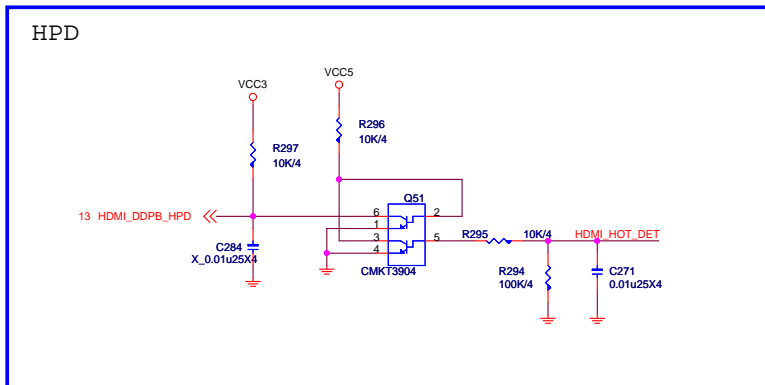 HPD
VCC3
VCC5
R297
10K/4
R296
10K/4
13 HDMI_DDPB_HPD
C284
X_0.01u25X4
Q51
6
1
3
4
2
5
CMKT3904
R295
10K/4
HDMI_HOT_DET
R294
100K/4
C271
0.01u25X4